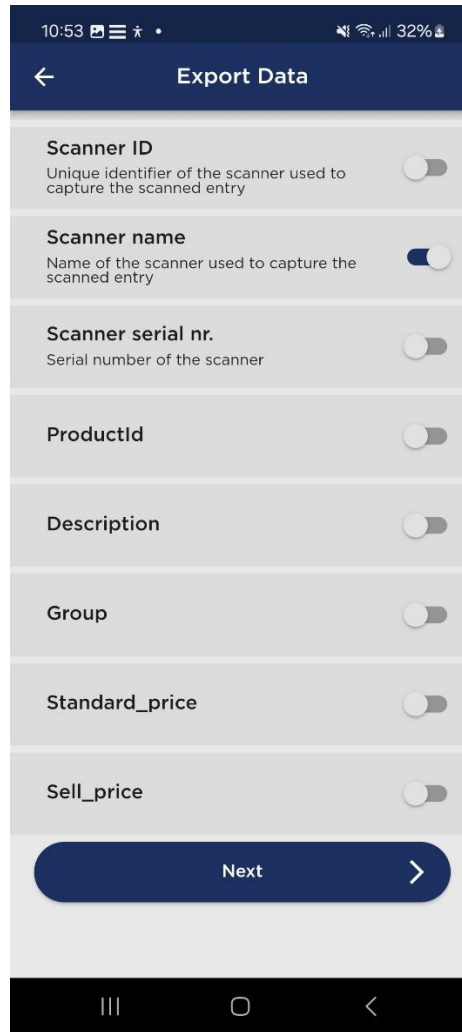 10:53
32%
Export Data
Scanner ID
Unique identifier of the scanner used to
capture the scanned entry
Scanner name
Name of the scanner used to capture the
scanned entry
Scanner serial nr.
Serial number of the scanner
ProductId
Description
Group
Standard_price
Sell_price
Next